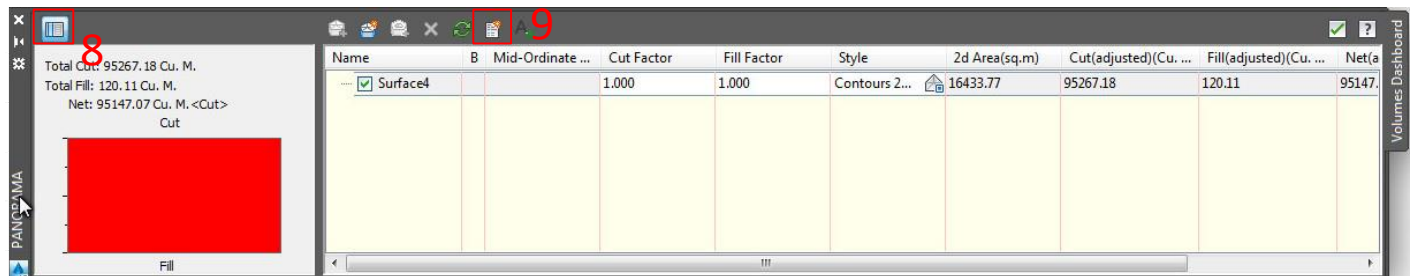 8
9
Total Cut: 95267.18 Cu. M.
Total Fill: 120.11 Cu. M.
Net: 95147.07 Cu. M.<Cut>
Cut
Fill
Name B Mid-Ordinate ... Cut Factor Fill Factor Style 2d Area(sq.m) Cut(adjusted)(Cu. ... Fill(adjusted)(Cu. ... Net(a
Surface4 1.000 1.000 Contours 2... 16433.77 95267.18 120.11 95147.
PANORAMA
Volumes Dashboard